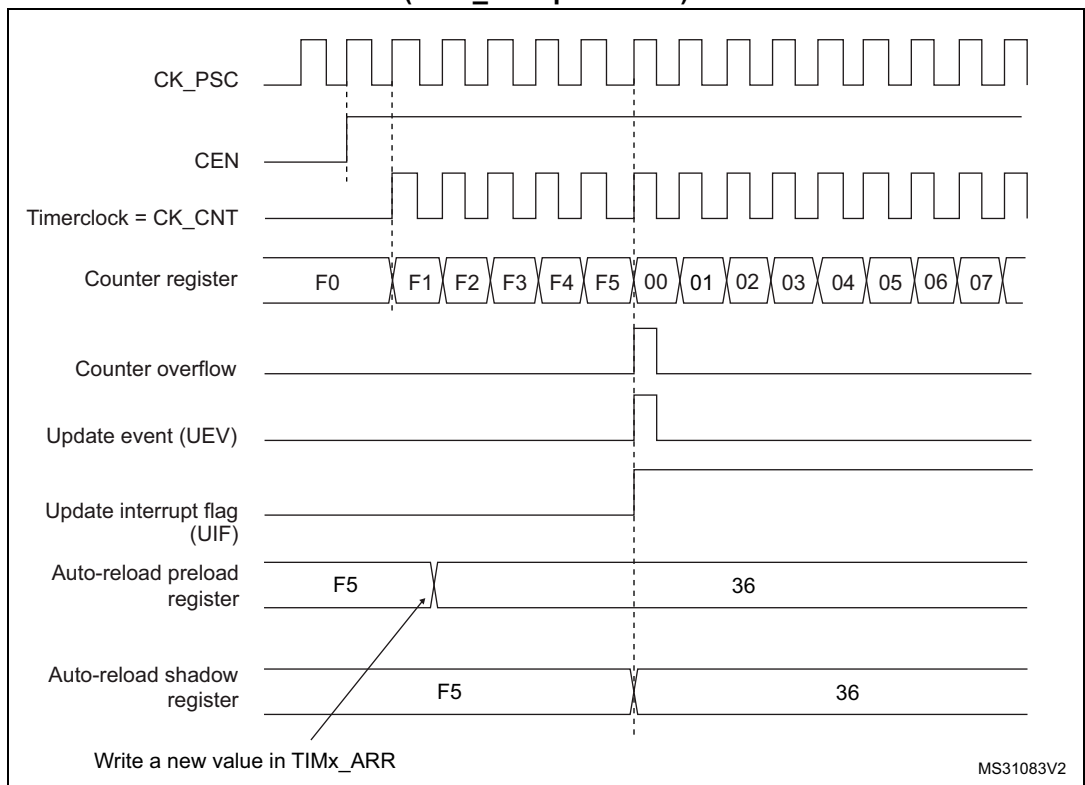 CK_PSC
CEN
Timerclock = CK_CNT
Counter register
F0 F1 F2 F3 F4 F5 00 01 02 03 04 05 06 07
Counter overflow
Update event (UEV)
Update interrupt flag
(UIF)
Auto-reload preload
register
F5 36
Auto-reload shadow
register
F5 36
Write a new value in TIMx_ARR
MS31083V2